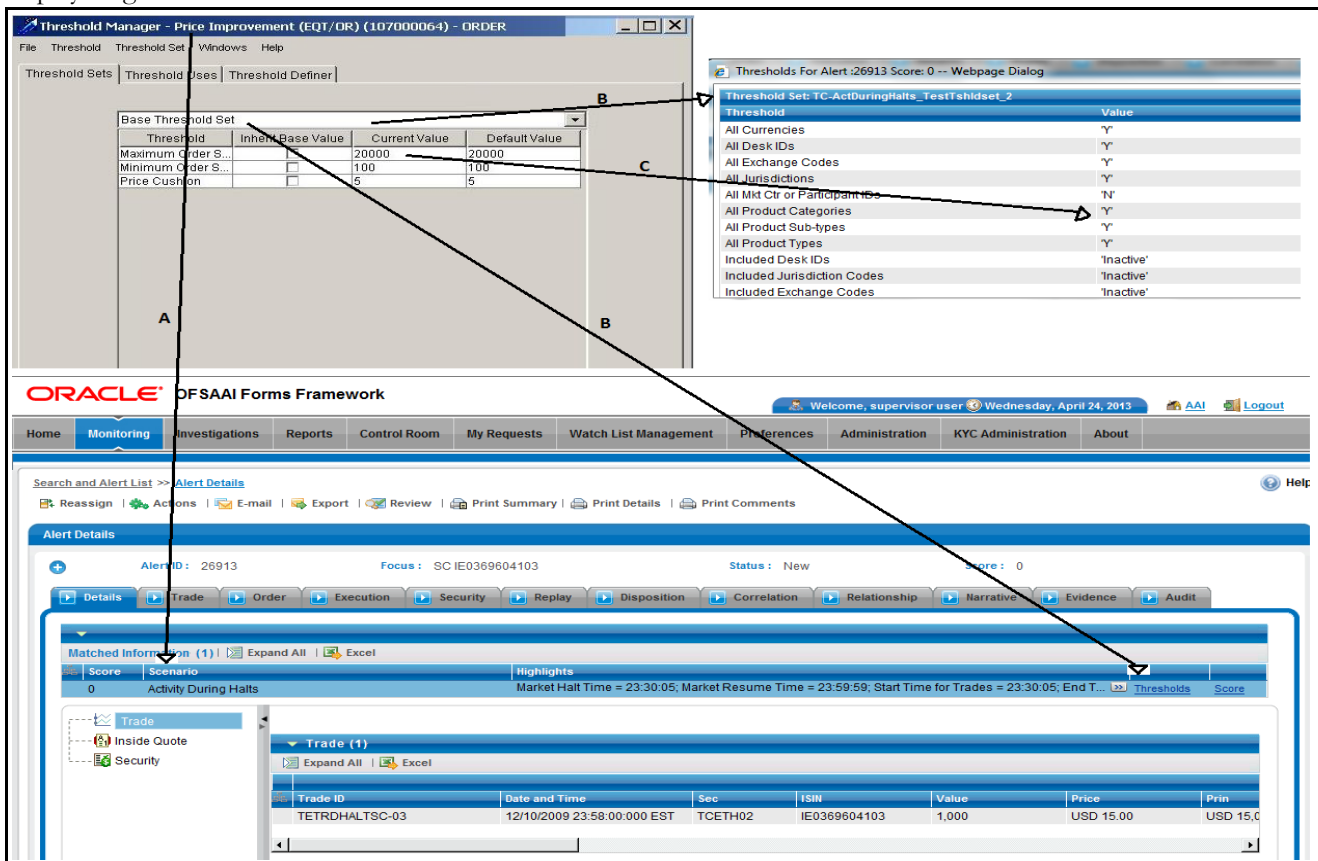 Threshold Manager - Price Improvement (EQT/OR) (107000064) - ORDER
File Threshold Threshold Set Windows Help
Threshold Sets Threshold Uses Threshold Definer
Base Threshold Set
Threshold Inherit Base Value Current Value Default Value
Maximum Order S... 20000 20000
Minimum Order S... 100 100
Price Cushion 5 5
A
B
C
B
Thresholds For Alert :26913 Score: 0 -- Webpage Dialog
Threshold Set: TC-ActDuringHalts_TestTshldset_2
Threshold Value
All Currencies 'Y'
All Desk IDs 'Y'
All Exchange Codes 'Y'
All Jurisdictions 'Y'
All Mkt Ctr or Participant IDs 'N'
All Product Categories 'Y'
All Product Sub-types 'Y'
All Product Types 'Y'
Included Desk IDs 'Inactive'
Included Jurisdiction Codes 'Inactive'
Included Exchange Codes 'Inactive'
ORACLE OFSAAI Forms Framework
Welcome, supervisor user Wednesday, April 24, 2013 AAI Logout
Home Monitoring Investigations Reports Control Room My Requests Watch List Management Preferences Administration KYC Administration About
Search and Alert List >> Alert Details
Help
Reassign | Actions | E-mail | Export | Review | Print Summary | Print Details | Print Comments
Alert Details
Alert ID : 26913 Focus : SC IE0369604103 Status : New Score : 0
Details Trade Order Execution Security Replay Disposition Correlation Relationship Narrative Evidence Audit
Matched Information (1) | Expand All | Excel
Score Scenario Highlights
0 Activity During Halts Market Halt Time = 23:30:05; Market Resume Time = 23:59:59; Start Time for Trades = 23:30:05; End T... >> Thresholds Score
Trade
Inside Quote
Security
Trade (1)
Expand All | Excel
Trade ID Date and Time Sec ISIN Value Price Prin
TETRDHALTSC-03 12/10/2009 23:58:00:000 EST TCETH02 IE0369604103 1,000 USD 15.00 USD 15,0